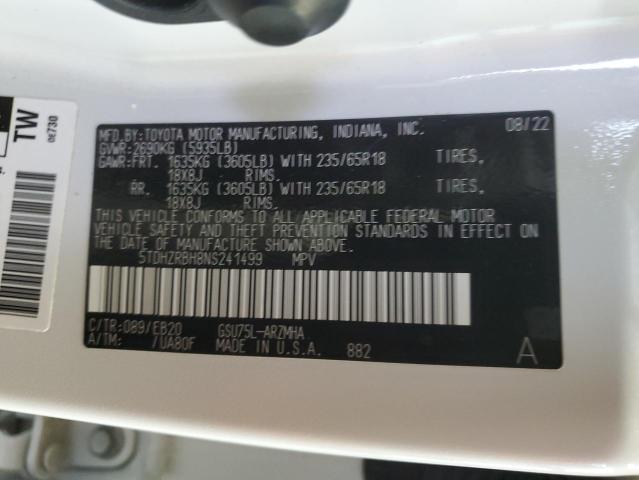 TW
0E730
MFD.BY:TOYOTA MOTOR MANUFACTURING, INDIANA, INC. 08/22
GVWR:2690KG (5935LB)
GAWR:FRT. 1635KG (3605LB) WITH 235/65R18 TIRES,
18X8J RIMS.
RR. 1635KG (3605LB) WITH 235/65R18 TIRES,
18X8J RIMS.
THIS VEHICLE CONFORMS TO ALL APPLICABLE FEDERAL MOTOR
VEHICLE SAFETY AND THEFT PREVENTION STANDARDS IN EFFECT ON
THE DATE OF MANUFACTURE SHOWN ABOVE.
5TDHZRBH8NS241499 MPV
C/TR:089/EB20 GSU75L-ARZMHA
A/TM: /UA80F MADE IN U.S.A. 882 A